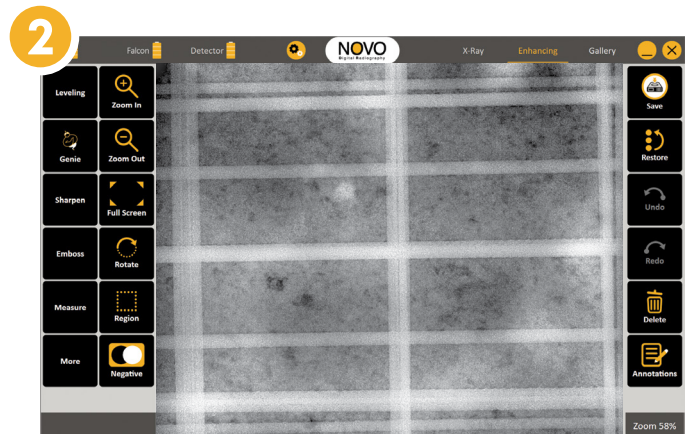 2
Falcon
Detector
NOVO
Digital Radiography
X-Ray
Enhancing
Gallery
Leveling
Zoom In
Save
Genie
Zoom Out
Restore
Sharpen
Full Screen
Undo
Emboss
Rotate
Redo
Measure
Region
Delete
More
Negative
Annotations
Zoom 58%